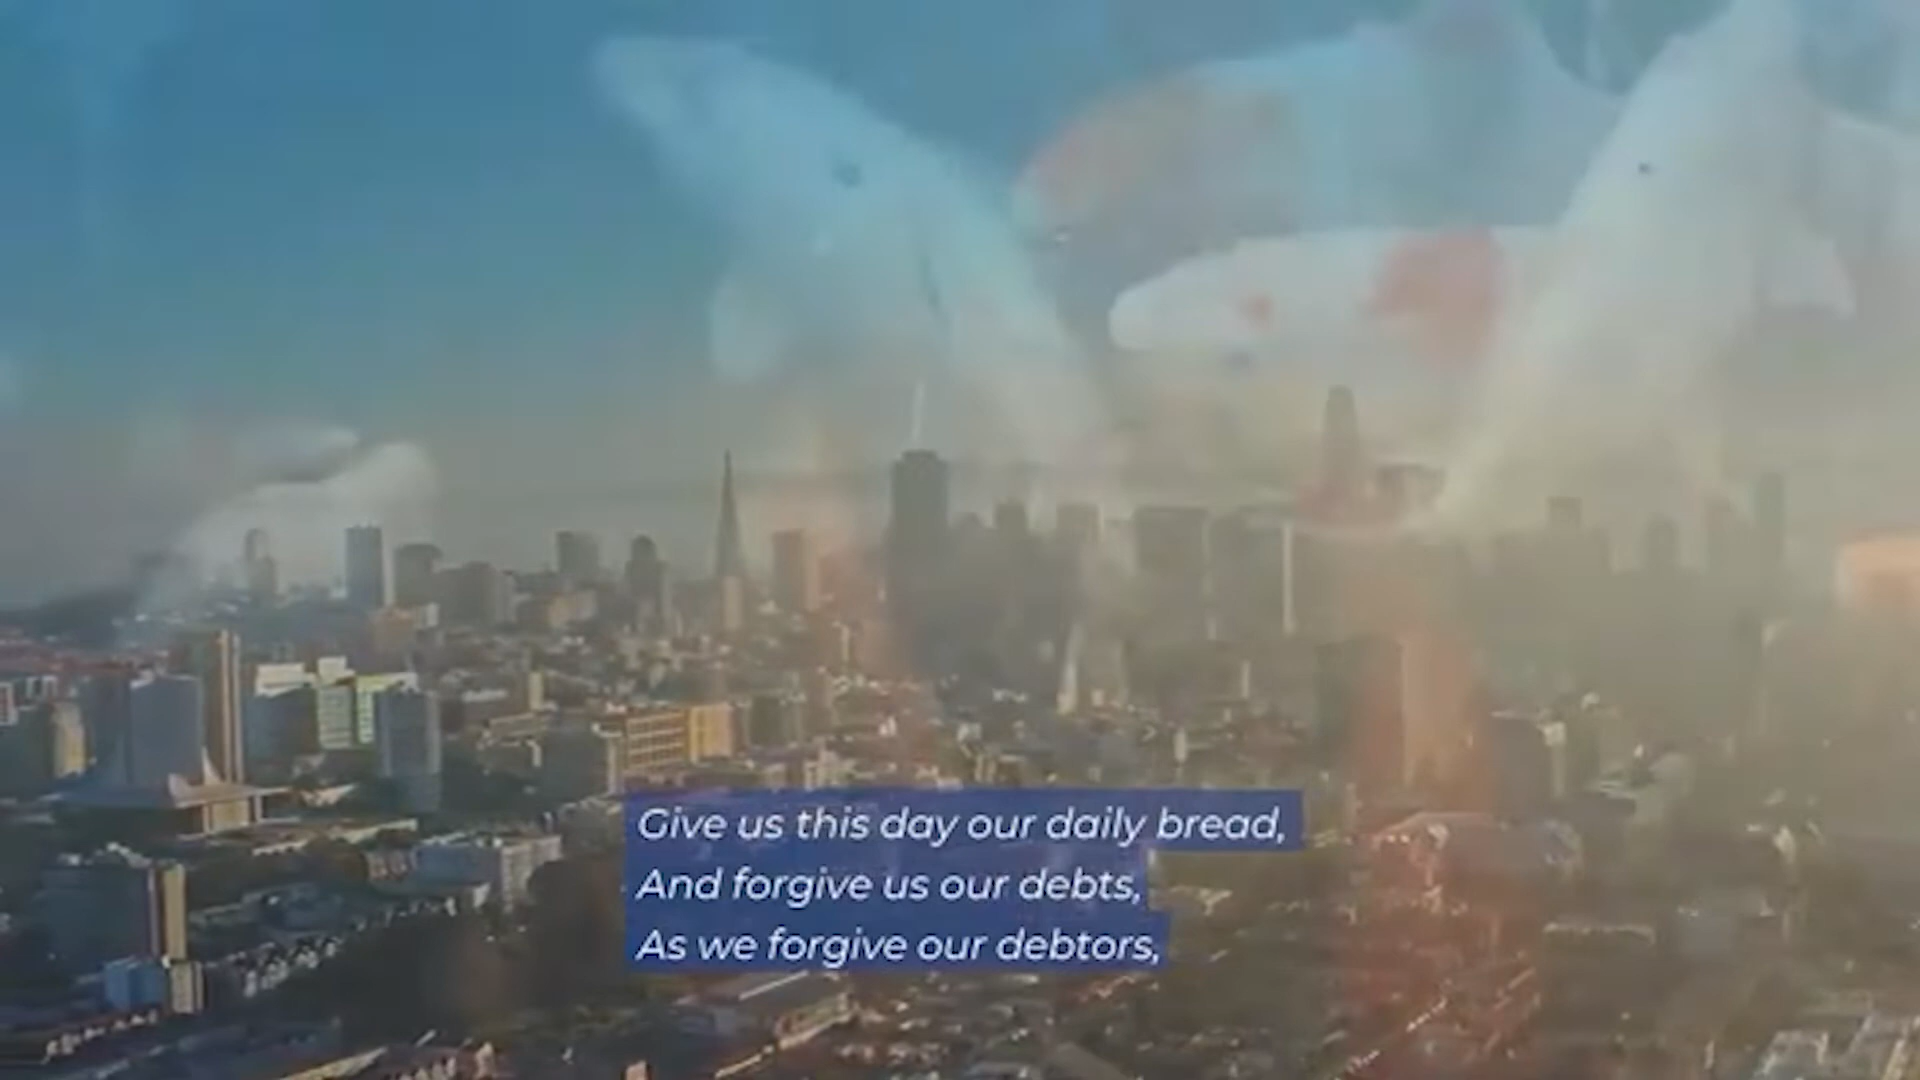 Give us this day our daily bread,
And forgive us our debts,
As we forgive our debtors,